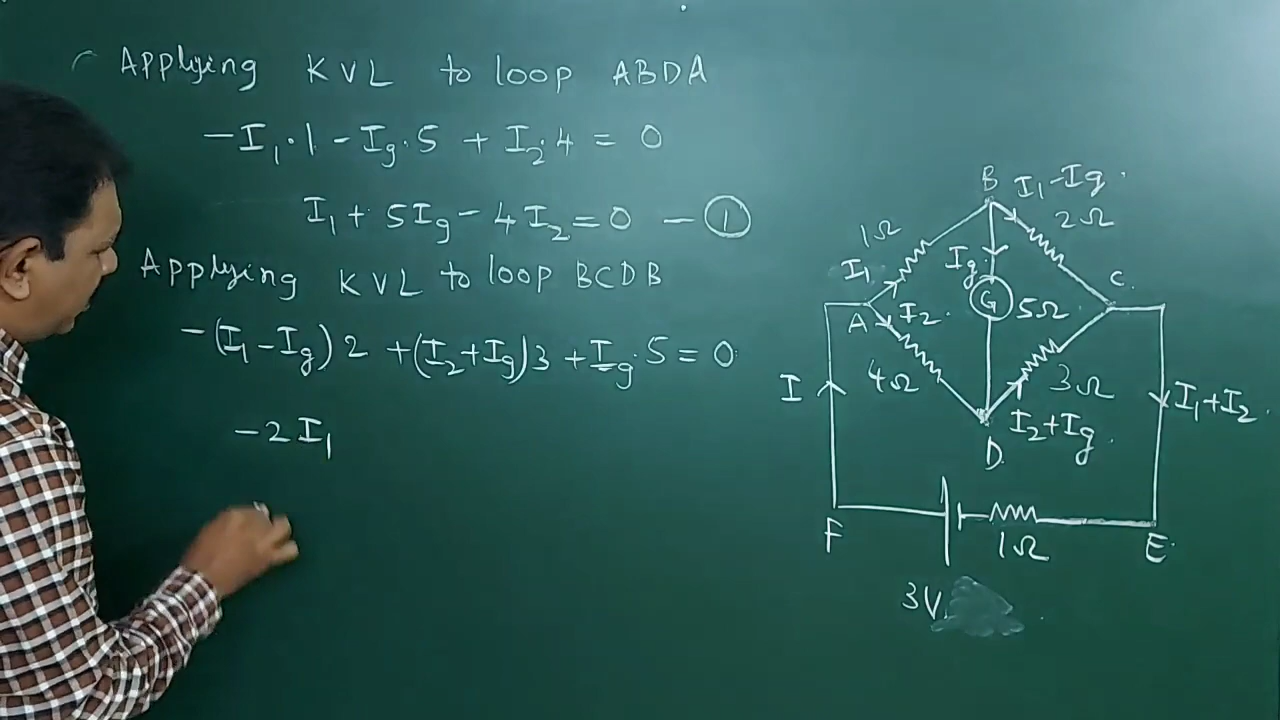 Applying KVL to loop ABDA
-I₁·1 - Ig·5 + I₂·4 = 0
I₁ + 5Ig - 4I₂ = 0 - ①
Applying KVL to loop BCDB
-(I₁ - Ig)2 + (I₂ + Ig)3 + Ig·5 = 0
-2I₁
B
I₁ - Ig
1Ω
2Ω
I₁
Ig
C
A
I₂
G
5Ω
4Ω
3Ω
I
I₁ + I₂
I₂ + Ig
D
F
1Ω
E
3V